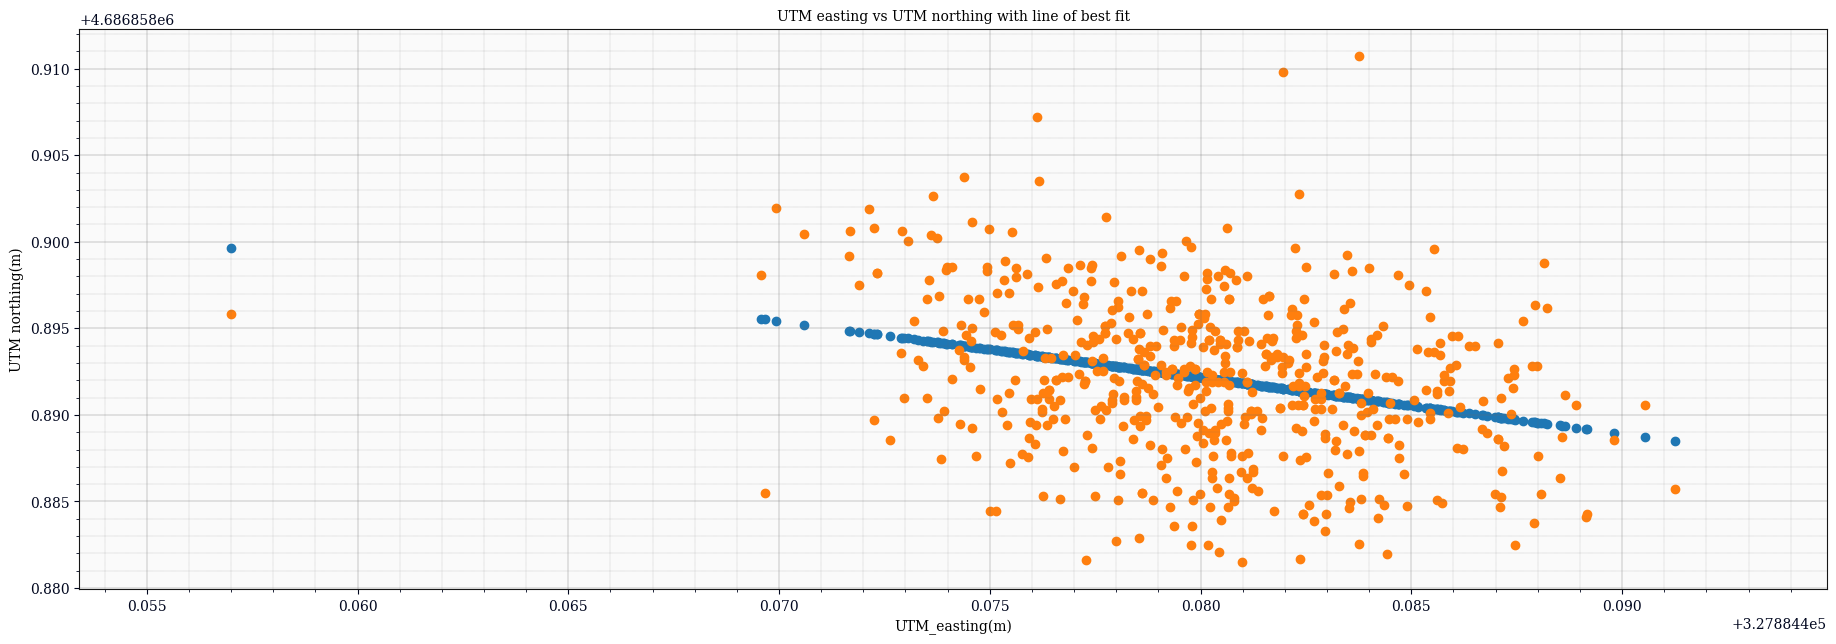 UTM easting vs UTM northing with line of best fit
+4.686858e6
0.910
0.905
0.900
0.895
0.890
0.885
0.880
UTM northing(m)
0.055 0.060 0.065 0.070 0.075 0.080 0.085 0.090
UTM_easting(m)
+3.278844e5